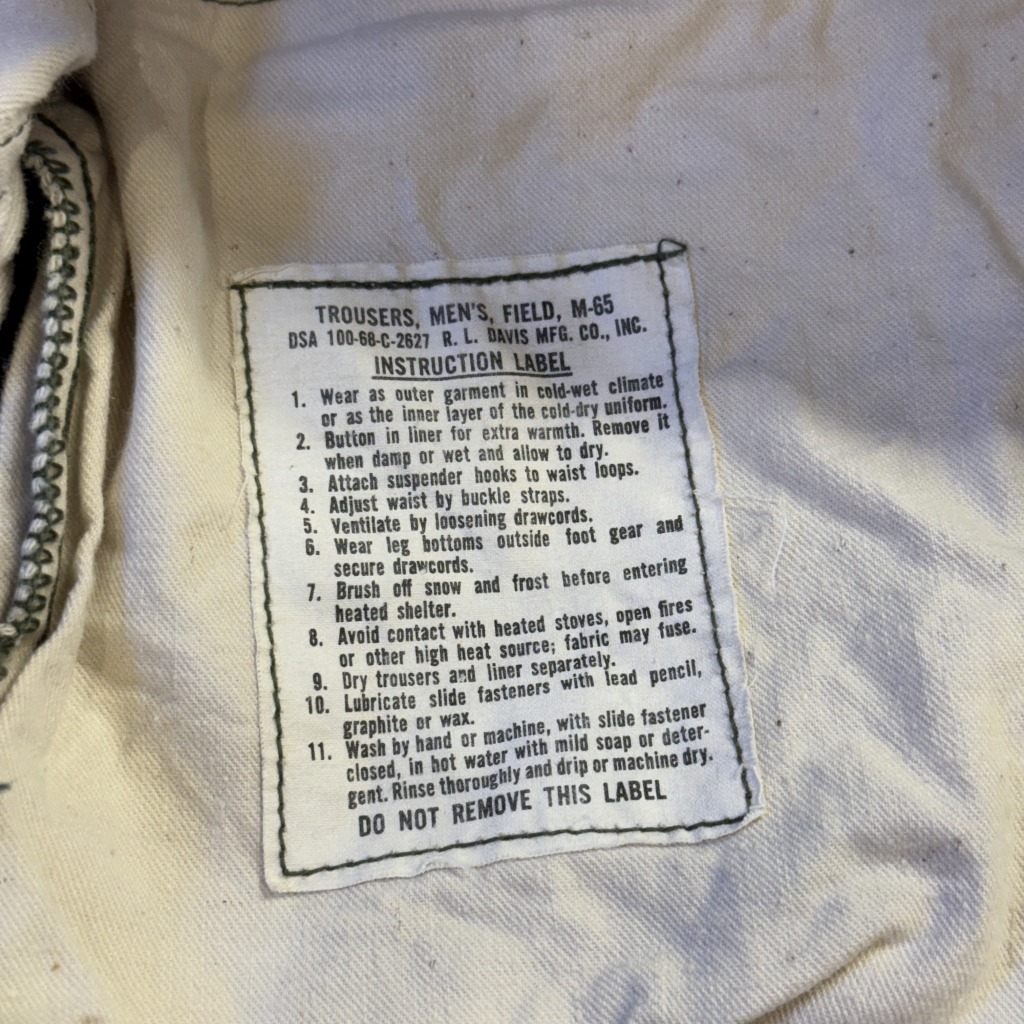 TROUSERS, MEN'S, FIELD, M-65
DSA 100-68-C-2627 R. L. DAVIS MFG. CO., INC.
INSTRUCTION LABEL
1. Wear as outer garment in cold-wet climate
or as the inner layer of the cold-dry uniform.
2. Button in liner for extra warmth. Remove it
when damp or wet and allow to dry.
3. Attach suspender hooks to waist loops.
4. Adjust waist by buckle straps.
5. Ventilate by loosening drawcords.
6. Wear leg bottoms outside foot gear and
secure drawcords.
7. Brush off snow and frost before entering
heated shelter.
8. Avoid contact with heated stoves, open fires
or other high heat source; fabric may fuse.
9. Dry trousers and liner separately.
10. Lubricate slide fasteners with lead pencil,
graphite or wax.
11. Wash by hand or machine, with slide fastener
closed, in hot water with mild soap or deter-
gent. Rinse thoroughly and drip or machine dry.
DO NOT REMOVE THIS LABEL